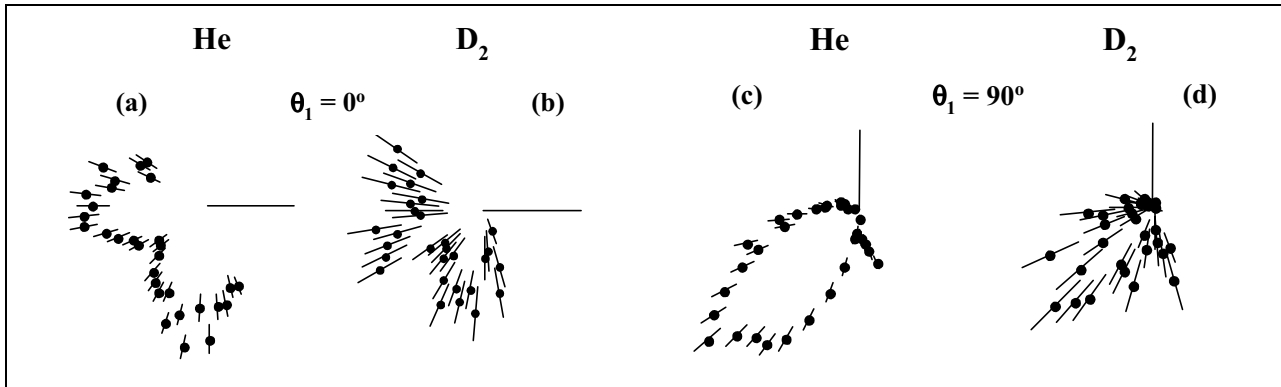 He D₂ He D₂
(a) θ₁ = 0º (b) (c) θ₁ = 90º (d)